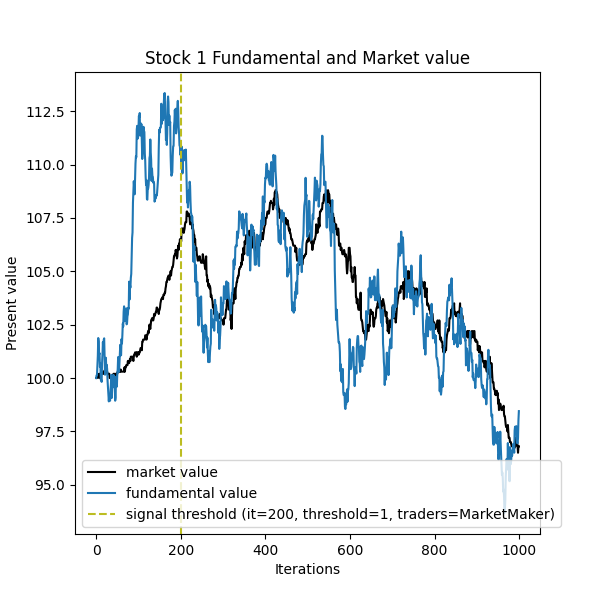 Stock 1 Fundamental and Market value
112.5
110.0
107.5
105.0
102.5
100.0
97.5
95.0
Present value
market value
fundamental value
signal threshold (it=200, threshold=1, traders=MarketMaker)
0 200 400 600 800 1000
Iterations